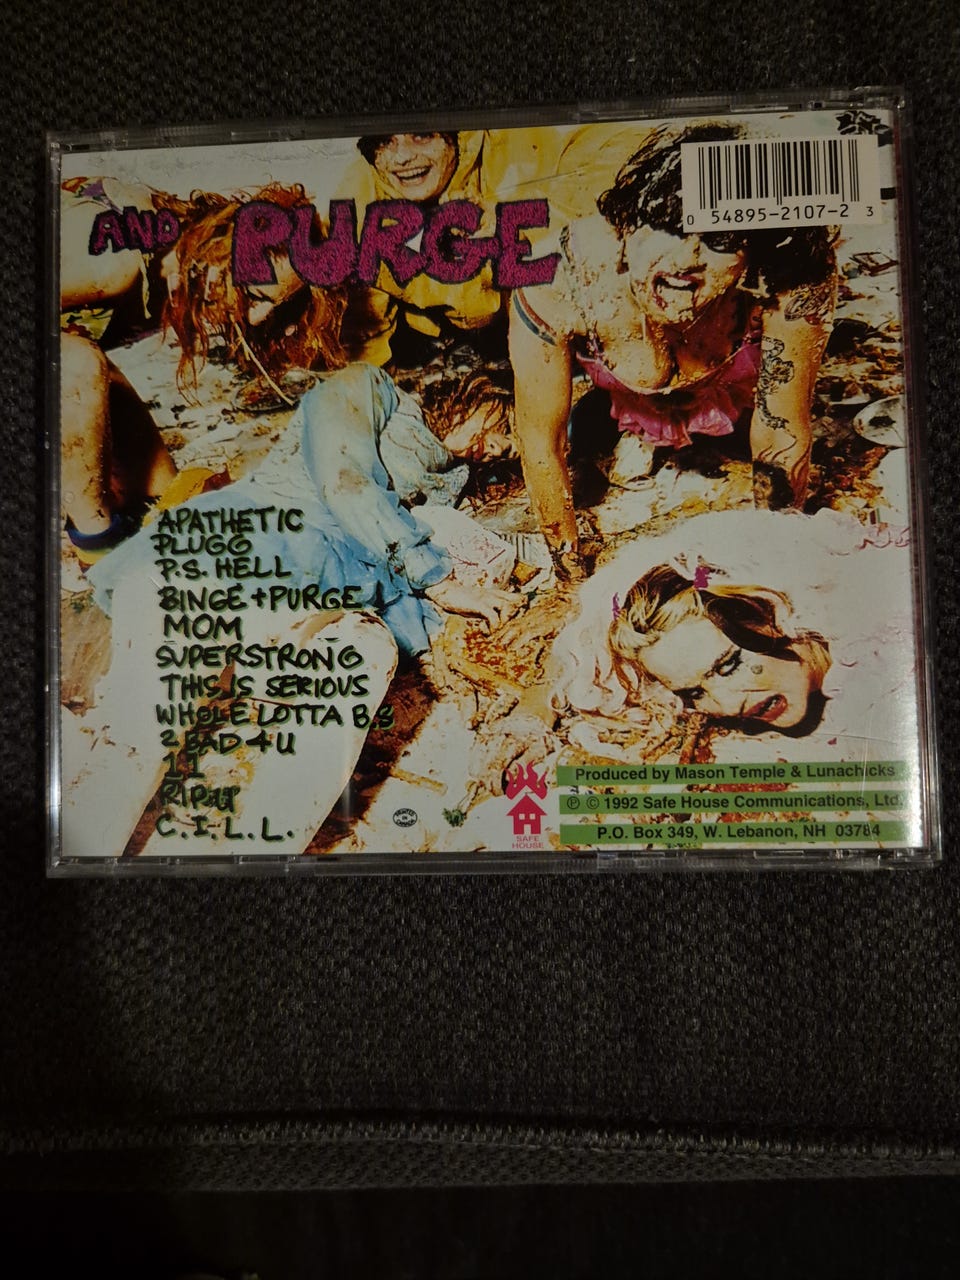 AND PURGE
0 54895-2107-2 3
APATHETIC
PLUGG
P.S. HELL
BINGE + PURGE
MOM
SUPERSTRONG
THIS IS SERIOUS
WHOLE LOTTA B.S
2 BAD 4 U
11
RIP U
C.I.L.L.
SAFE
HOUSE
Produced by Mason Temple & Lunachicks
℗ © 1992 Safe House Communications, Ltd.
P.O. Box 349, W. Lebanon, NH 03784